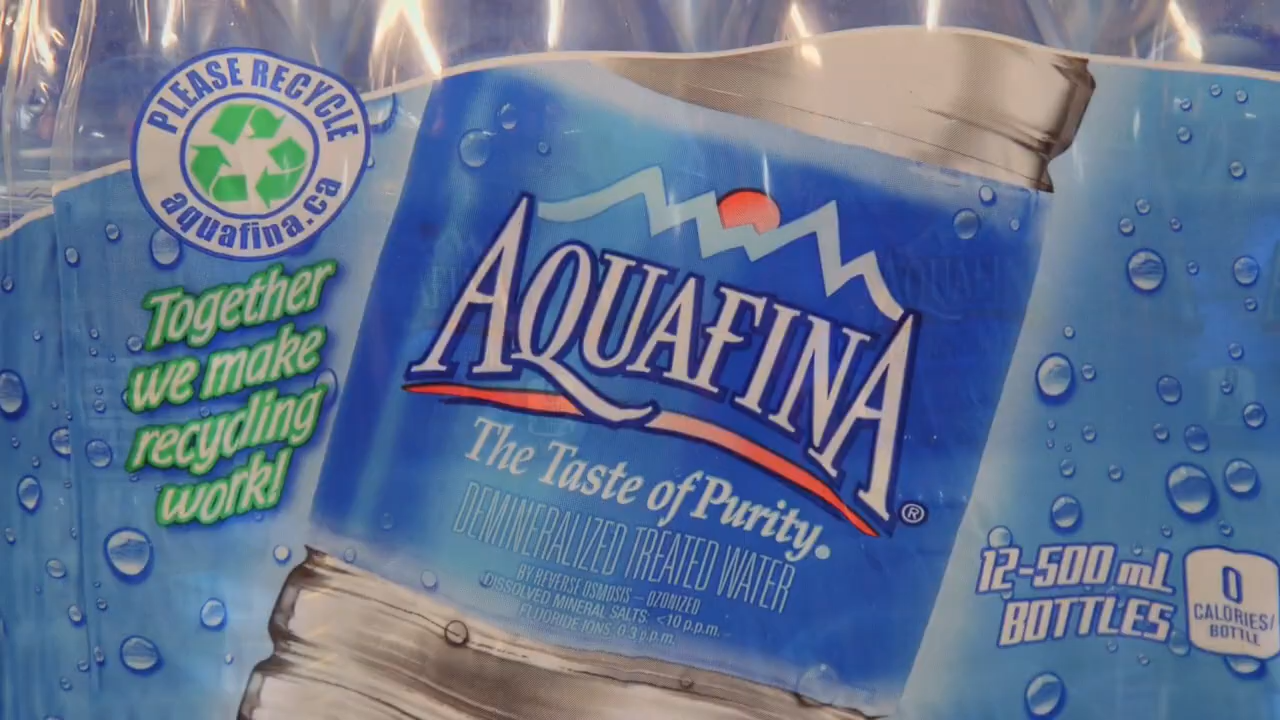 PLEASE RECYCLE
aquafina.ca
Together
we make
recycling
work!
AQUAFINA
The Taste of Purity.
®
DEMINERALIZED TREATED WATER
BY REVERSE OSMOSIS – OZONIZED
DISSOLVED MINERAL SALTS: <10 p.p.m.
FLUORIDE IONS: 0.3 p.p.m.
12-500 mL
BOTTLES
0
CALORIES/
BOTTLE